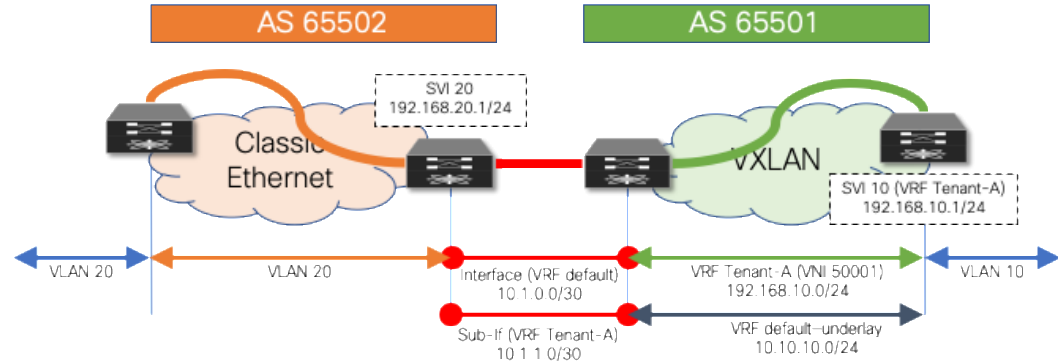 AS 65502
AS 65501
SVI 20
192.168.20.1/24
Classic
Ethernet
VXLAN
SVI 10 (VRF Tenant-A)
192.168.10.1/24
VLAN 20
VLAN 20
Interface (VRF default)
10.1.0.0/30
VRF Tenant-A (VNI 50001)
192.168.10.0/24
VLAN 10
Sub-If (VRF Tenant-A)
10.1.1.0/30
VRF default–underlay
10.10.10.0/24